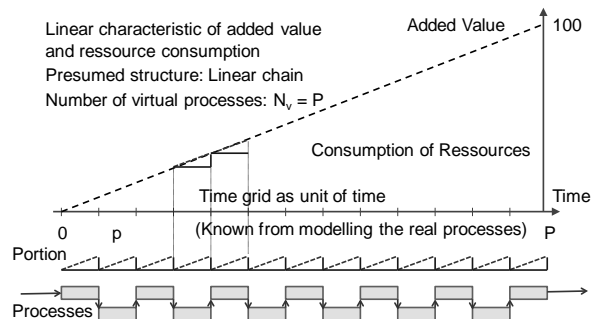 Linear characteristic of added value
and ressource consumption
Presumed structure: Linear chain
Number of virtual processes: Nv = P
Added Value
100
Consumption of Ressources
Time grid as unit of time
Time
0
p
(Known from modelling the real processes)
P
Portion
Processes